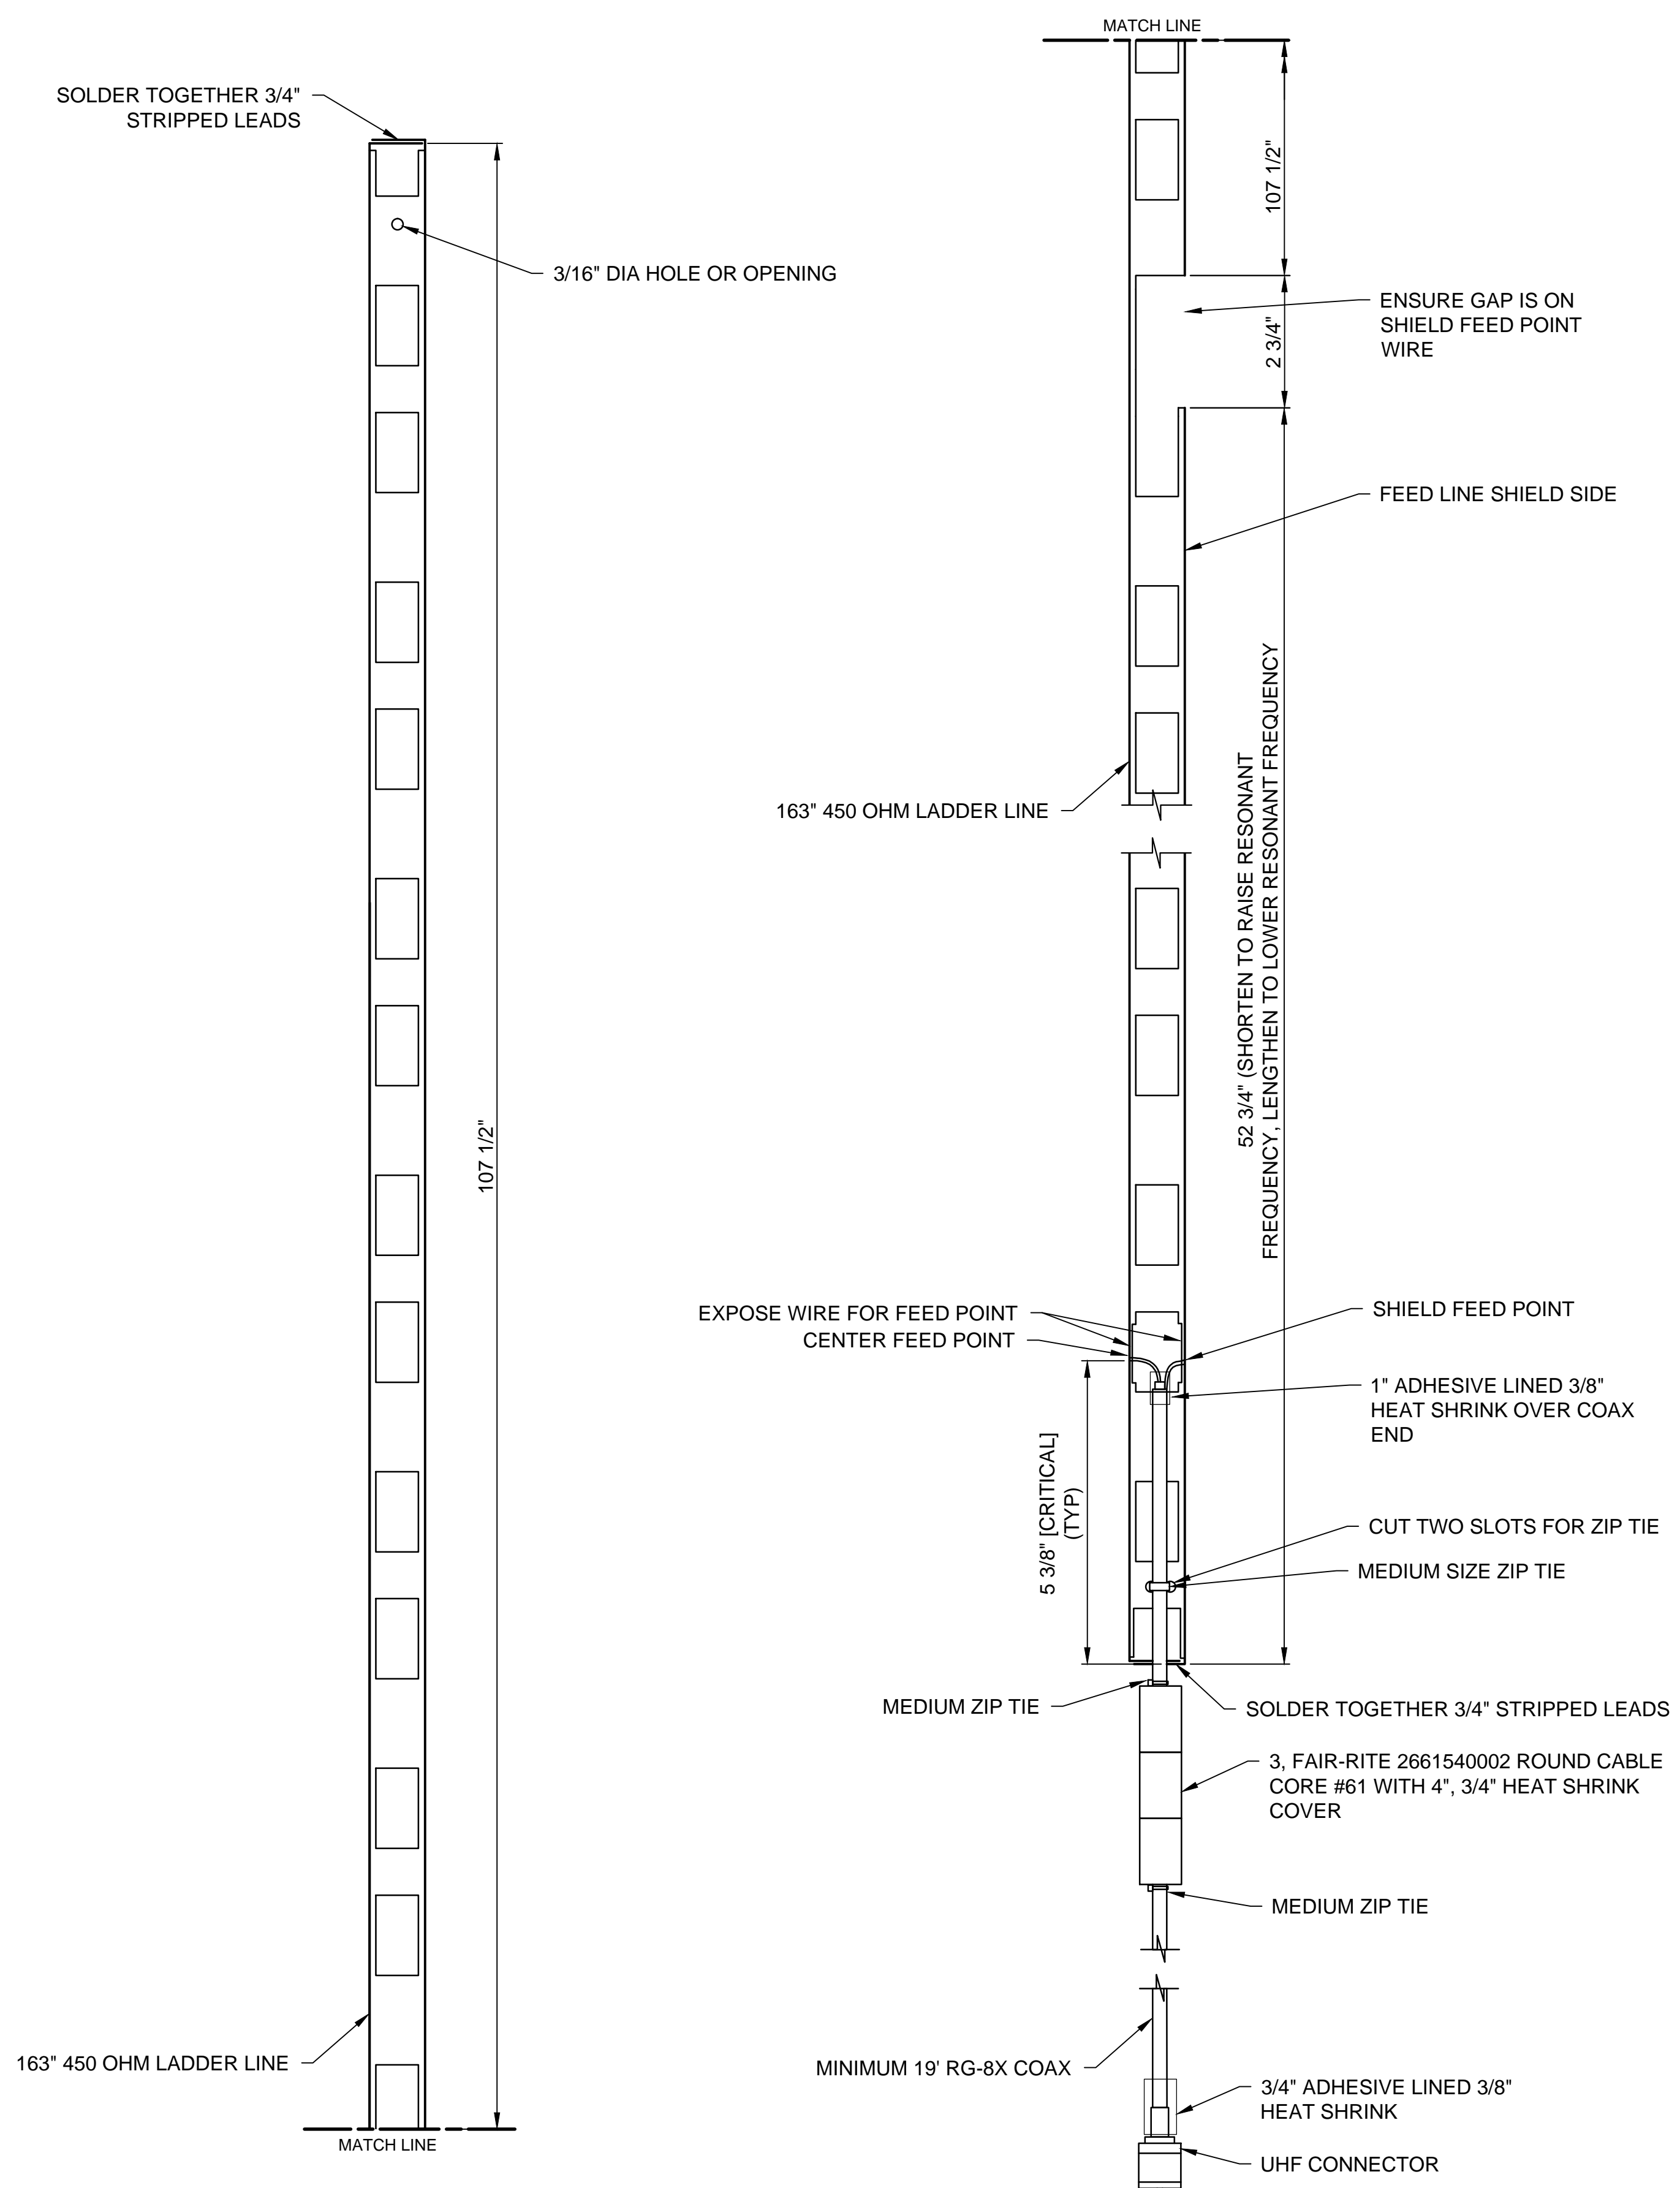 SOLDER TOGETHER 3/4"
STRIPPED LEADS
3/16" DIA HOLE OR OPENING
107 1/2"
163" 450 OHM LADDER LINE
MATCH LINE
MATCH LINE
107 1/2"
ENSURE GAP IS ON
SHIELD FEED POINT
WIRE
2 3/4"
FEED LINE SHIELD SIDE
163" 450 OHM LADDER LINE
52 3/4" (SHORTEN TO RAISE RESONANT
FREQUENCY, LENGTHEN TO LOWER RESONANT FREQUENCY
EXPOSE WIRE FOR FEED POINT
CENTER FEED POINT
SHIELD FEED POINT
1" ADHESIVE LINED 3/8"
HEAT SHRINK OVER COAX
END
5 3/8" [CRITICAL]
(TYP)
CUT TWO SLOTS FOR ZIP TIE
MEDIUM SIZE ZIP TIE
MEDIUM ZIP TIE
SOLDER TOGETHER 3/4" STRIPPED LEADS
3, FAIR-RITE 2661540002 ROUND CABLE
CORE #61 WITH 4", 3/4" HEAT SHRINK
COVER
MEDIUM ZIP TIE
MINIMUM 19' RG-8X COAX
3/4" ADHESIVE LINED 3/8"
HEAT SHRINK
UHF CONNECTOR